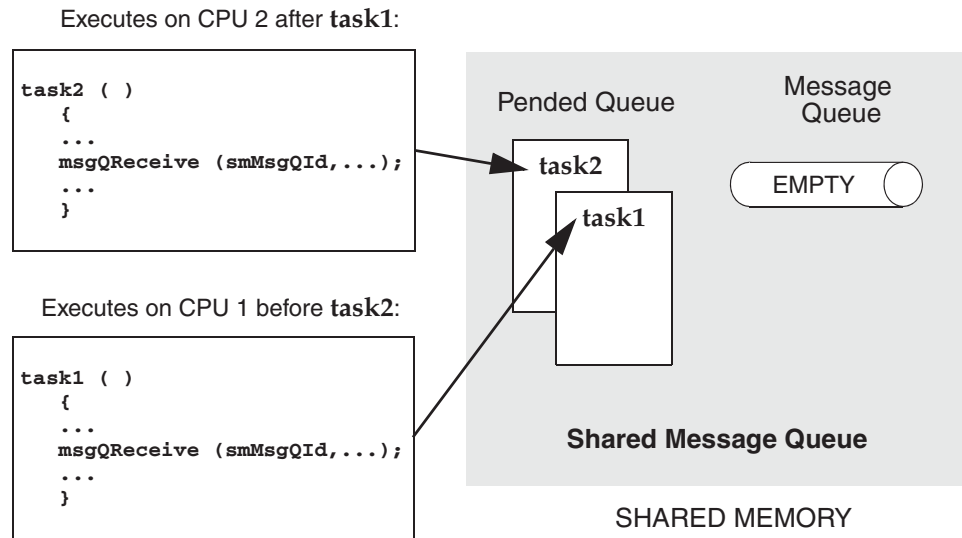 Executes on CPU 2 after task1:
task2 ( )
{
...
msgQReceive (smMsgQId,...);
...
}
Executes on CPU 1 before task2:
task1 ( )
{
...
msgQReceive (smMsgQId,...);
...
}
Pended Queue
task2
task1
Message
Queue
EMPTY
Shared Message Queue
SHARED MEMORY